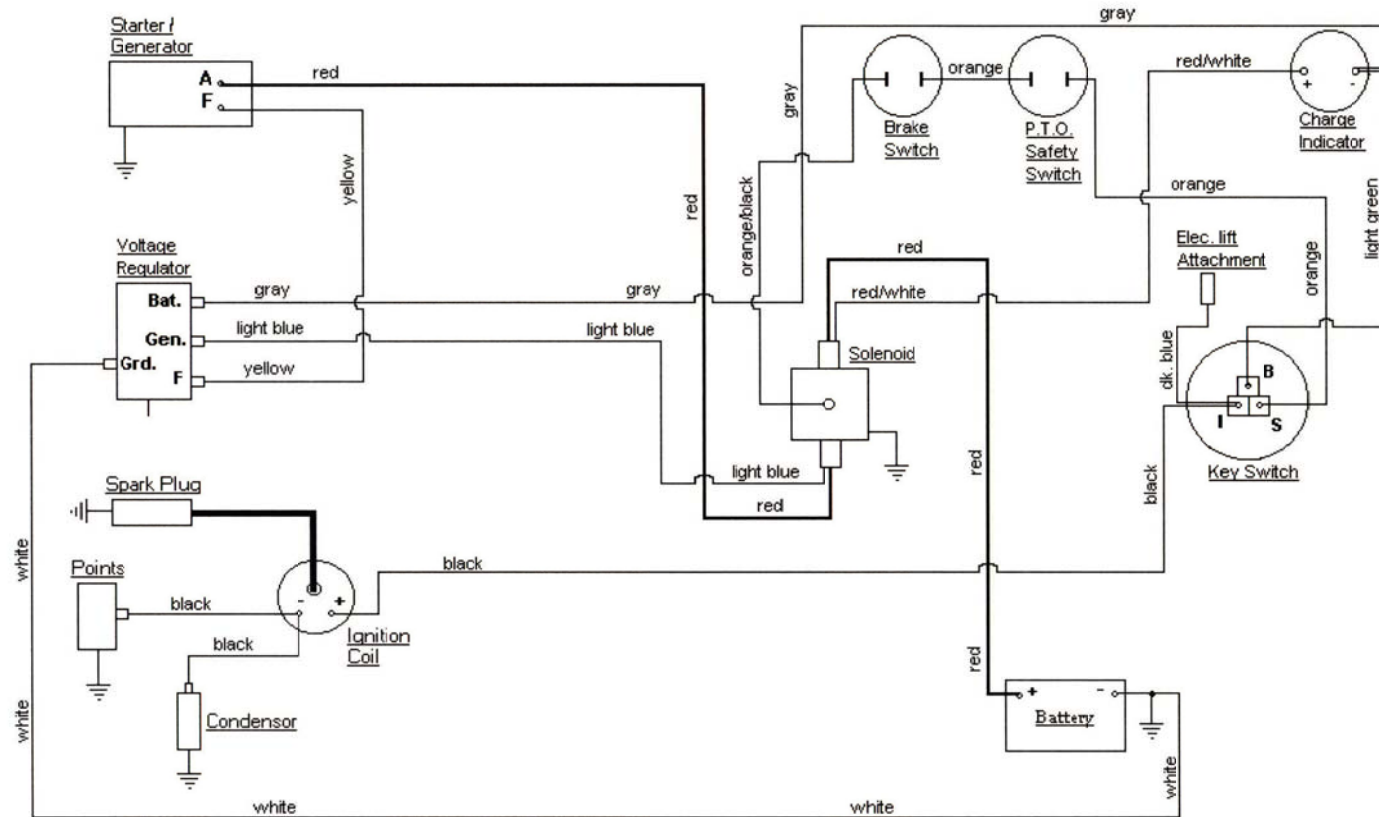 Starter /
Generator
A
F
red
yellow
Voltage
Regulator
Bat.
Gen.
Grd.
F
gray
gray
light blue
light blue
yellow
red
gray
gray
orange/black
Brake
Switch
orange
P.T.O.
Safety
Switch
red/white
+ -
Charge
Indicator
orange
light green
Elec. lift
Attachment
orange
dk. blue
B
I
S
Key Switch
red
red/white
Solenoid
light blue
red
red
black
Spark Plug
white
Points
black
- +
black
Ignition
Coil
black
Condensor
red
+ -
Battery
white
white
white
white